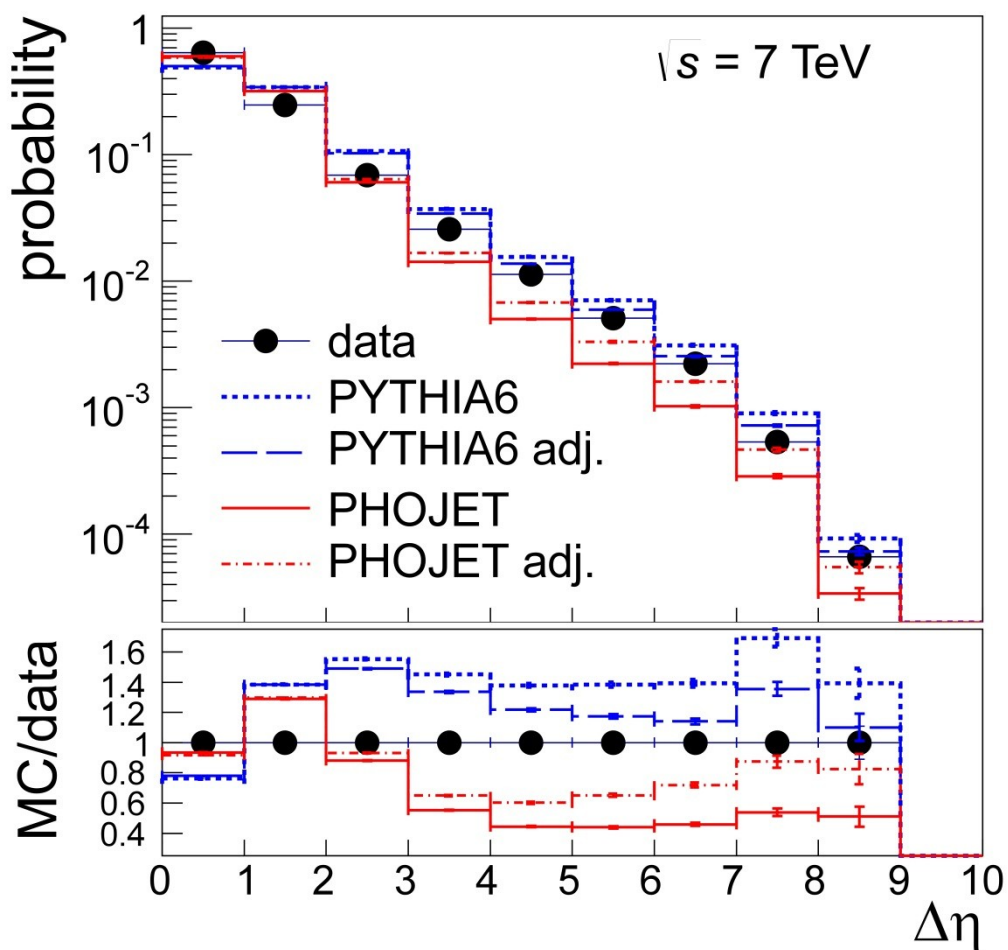 probability
1
10⁻¹
10⁻²
10⁻³
10⁻⁴
√s = 7 TeV
data
PYTHIA6
PYTHIA6 adj.
PHOJET
PHOJET adj.
MC/data
1.6
1.4
1.2
1
0.8
0.6
0.4
0 1 2 3 4 5 6 7 8 9 10
Δη